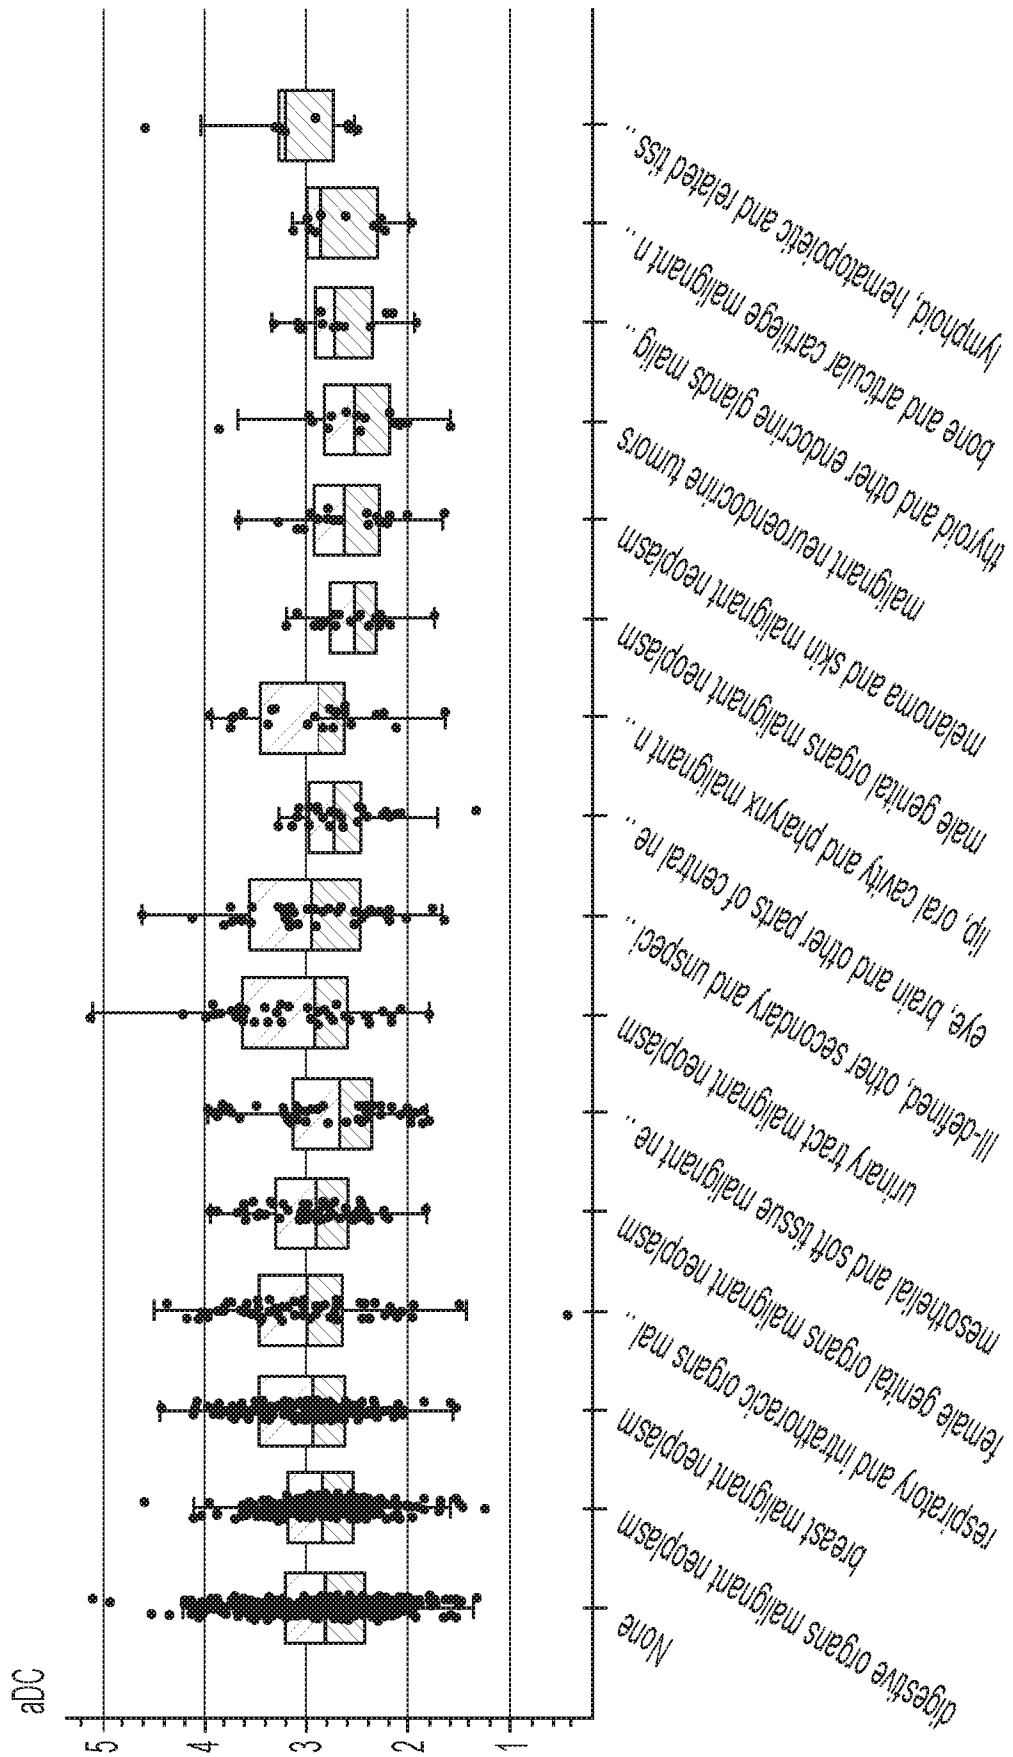 aDC
5
4
3
2
1
None
digestive organs malignant neoplasm
breast malignant neoplasm
respiratory and intrathoracic organs mal...
female genital organs malignant neoplasm
mesothelial and soft tissue malignant ne...
urinary tract malignant neoplasm
Ill-defined, other secondary and unspeci...
eye, brain and other parts of central ne...
lip, oral cavity and pharynx malignant n...
male genital organs malignant neoplasm
melanoma and skin malignant neoplasm
malignant neuroendocrine tumors
thyroid and other endocrine glands malig...
bone and articular cartilege malignant n...
lymphoid, hematopoietic and related tiss...